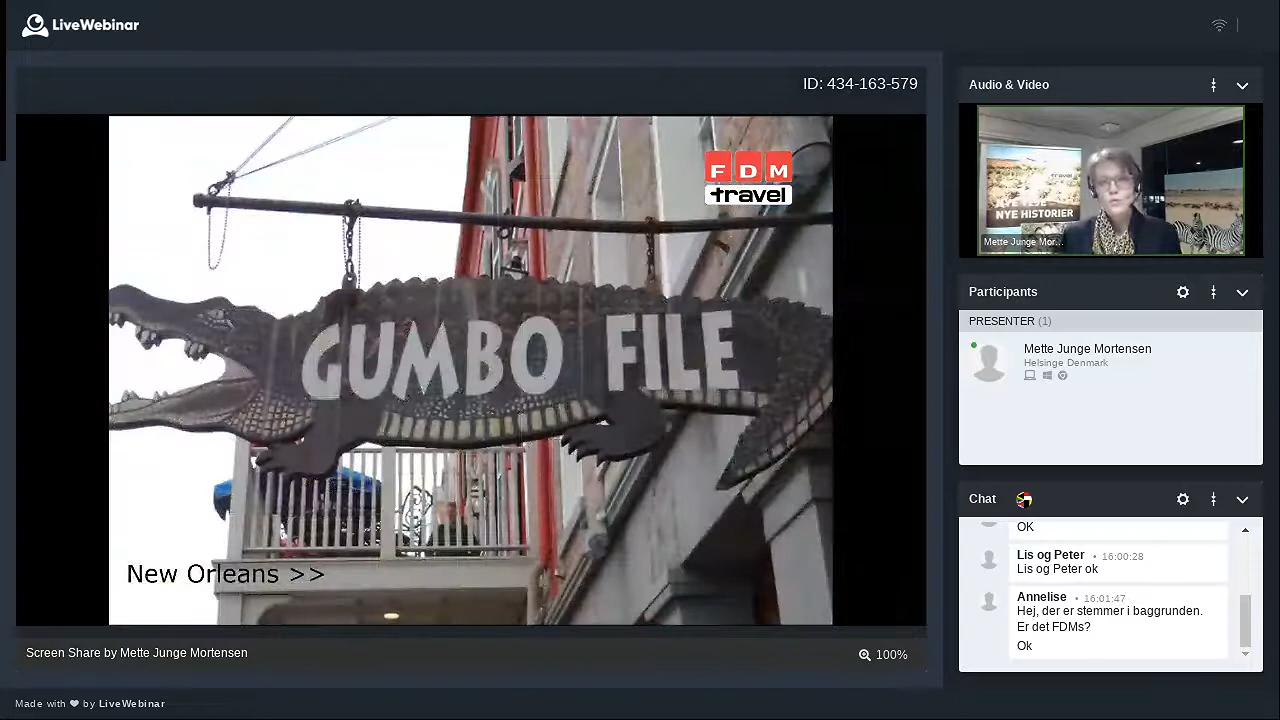 LiveWebinar
ID: 434-163-579
FDM
travel
GUMBO FILE
New Orleans >>
Screen Share by Mette Junge Mortensen
100%
Made with ❤ by LiveWebinar
Audio & Video
travel
NYE HISTORIER
Mette Junge Mor...
Participants
PRESENTER (1)
Mette Junge Mortensen
Helsinge Denmark
Chat
OK
Lis og Peter • 16:00:28
Lis og Peter ok
Annelise • 16:01:47
Hej, der er stemmer i baggrunden.
Er det FDMs?
Ok